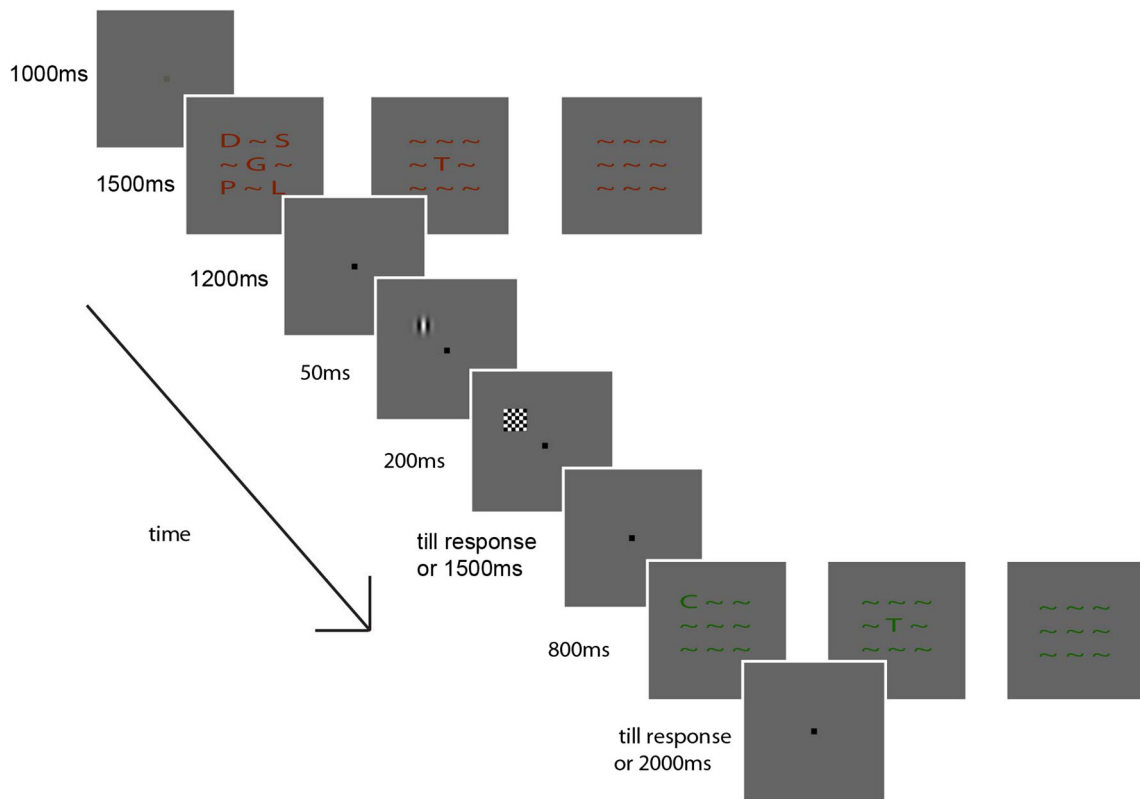 1000ms
D ~ S
~ G ~
P ~ L
~ ~ ~
~ T ~
~ ~ ~
~ ~ ~
~ ~ ~
~ ~ ~
1500ms
1200ms
50ms
200ms
time
till response
or 1500ms
C ~ ~
~ ~ ~
~ ~ ~
~ ~ ~
~ T ~
~ ~ ~
~ ~ ~
~ ~ ~
~ ~ ~
800ms
till response
or 2000ms